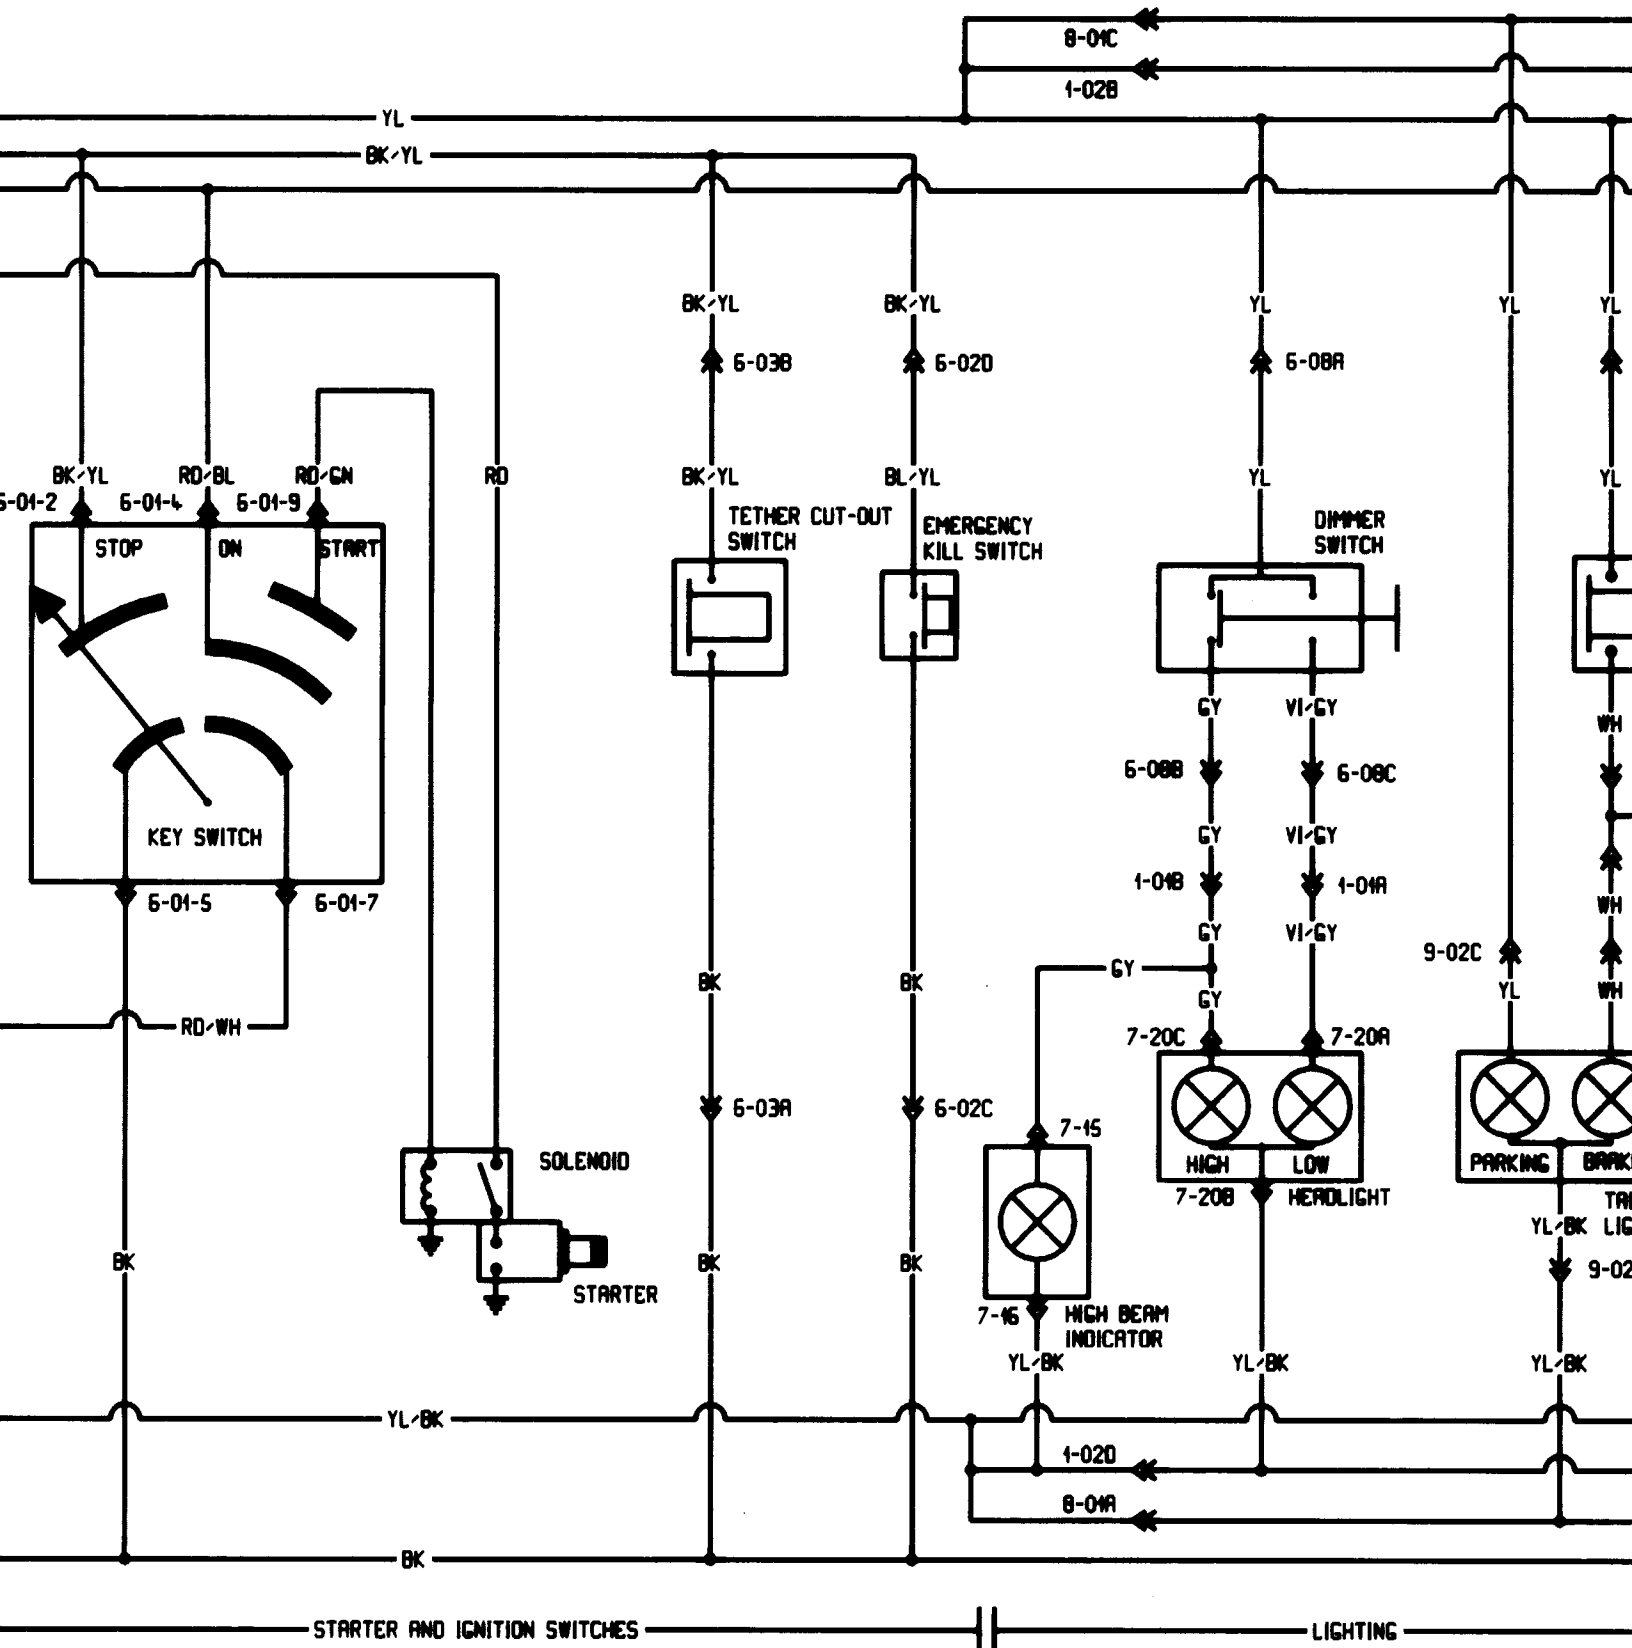 8-01C
1-02B
YL
BK/YL
BK/YL
BK/YL
YL
YL
YL
6-03B
6-02D
6-08A
BK/YL
RD/BL
RD/GN
RD
BK/YL
BL/YL
YL
YL
6-01-2
6-01-4
6-01-9
STOP
ON
START
TETHER CUT-OUT
SWITCH
EMERGENCY
KILL SWITCH
DIMMER
SWITCH
GY
VI/GY
WH
6-08B
6-08C
KEY SWITCH
GY
VI/GY
1-01B
1-01A
6-01-5
6-01-7
GY
VI/GY
WH
9-02C
GY
BK
BK
GY
YL
WH
RD/WH
7-20C
7-20A
6-03A
6-02C
7-15
SOLENOID
HIGH
LOW
PARKING
7-20B
HEADLIGHT
YL/BK
BK
BK
BK
STARTER
7-16
HIGH BEAM
INDICATOR
YL/BK
YL/BK
YL/BK
YL/BK
1-02D
8-01A
BK
STARTER AND IGNITION SWITCHES
LIGHTING